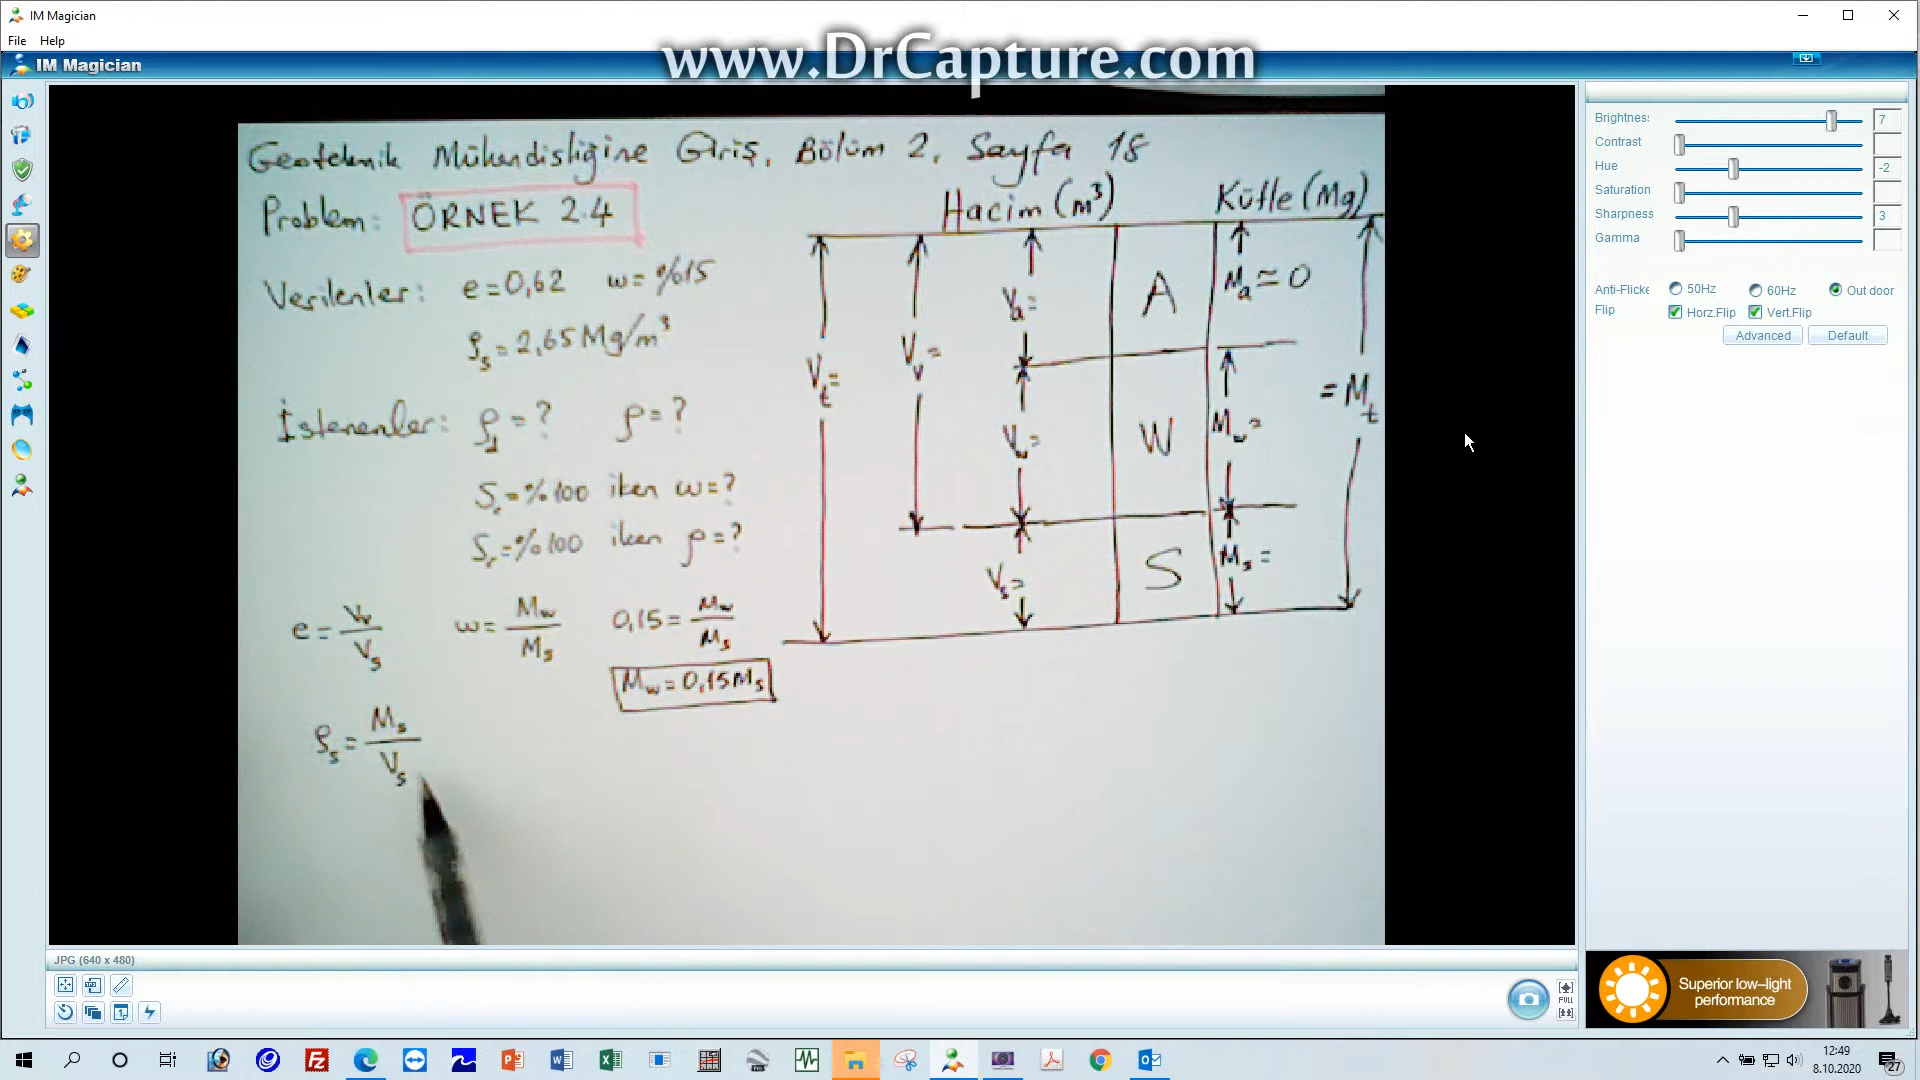 IM Magician
File Help
www.DrCapture.com
IM Magician
Geoteknik Mühendisliğine Giriş, Bölüm 2, Sayfa 18
Problem: ÖRNEK 2.4
Verilenler: e=0,62 w=%15
ρs=2,65 Mg/m³
İstenenler: ρd=? ρ=?
Sr=%100 iken w=?
Sr=%100 iken ρ=?
e=Vv/Vs w=Mw/Ms 0,15=Mw/Ms
Mw=0,15Ms
ρs=Ms/Vs
Hacim (m³) Kütle (Mg)
Va= A Ma≃0
Vt= Vv= =Mt
Vw= W Mw=
Vs= S Ms=
Brightness 7
Contrast
Hue -2
Saturation
Sharpness 3
Gamma
Anti-Flicke 50Hz 60Hz Out door
Flip Horz.Flip Vert.Flip
Advanced Default
JPG (640 x 480)
FULL
Superior low-light
performance
12:49
8.10.2020
27